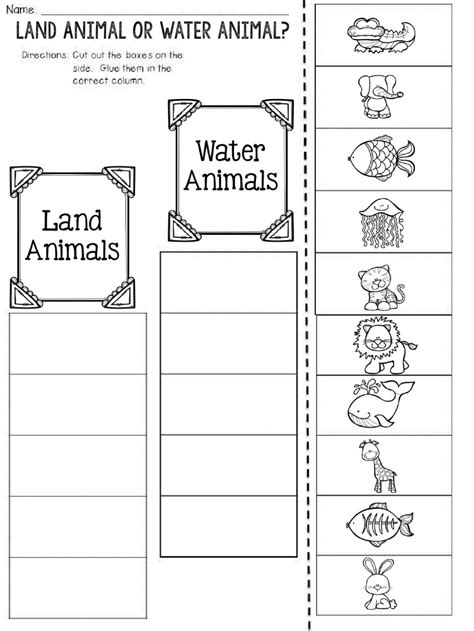 Name:
LAND ANIMAL OR WATER ANIMAL?
Directions: Cut out the boxes on the
side. Glue them in the
correct column.
Water
Animals
Land
Animals